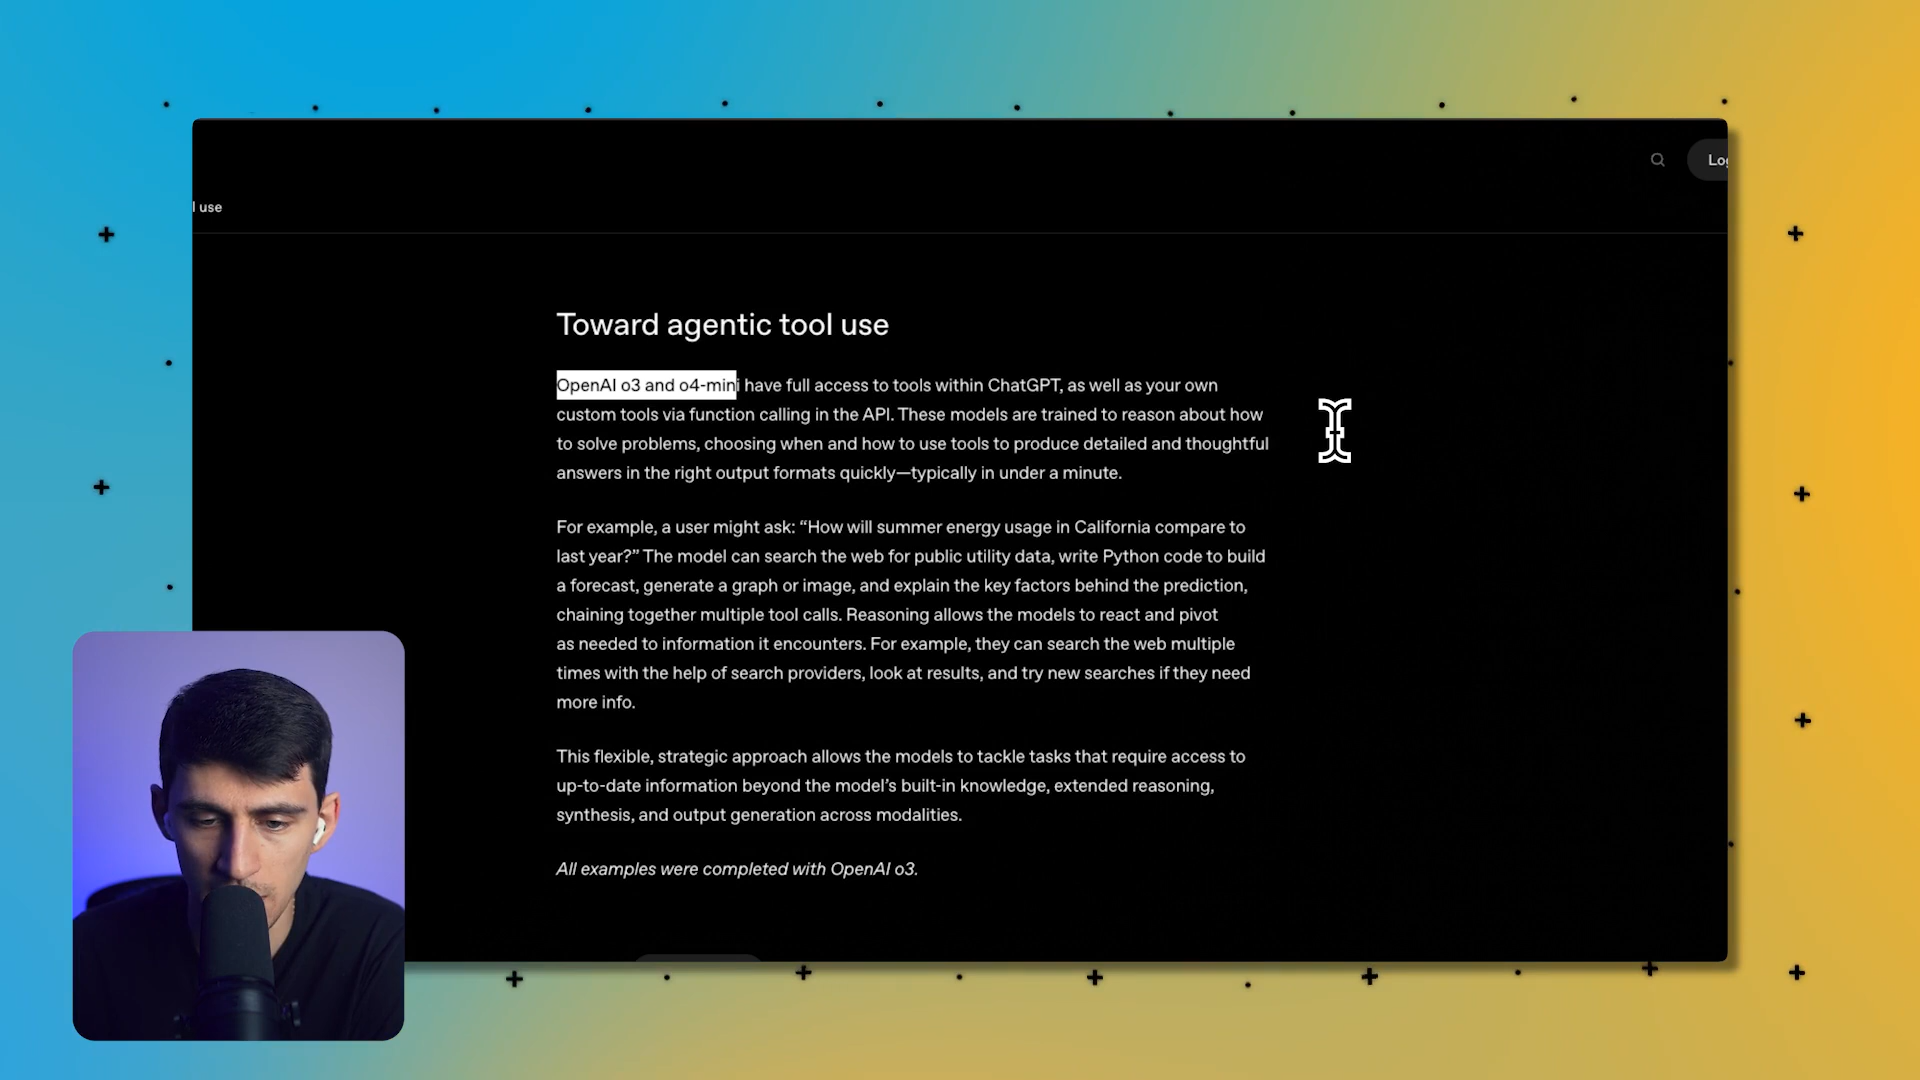 Log
l use
Toward agentic tool use
OpenAI o3 and o4-mini have full access to tools within ChatGPT, as well as your own
custom tools via function calling in the API. These models are trained to reason about how
to solve problems, choosing when and how to use tools to produce detailed and thoughtful
answers in the right output formats quickly—typically in under a minute.
For example, a user might ask: “How will summer energy usage in California compare to
last year?” The model can search the web for public utility data, write Python code to build
a forecast, generate a graph or image, and explain the key factors behind the prediction,
chaining together multiple tool calls. Reasoning allows the models to react and pivot
as needed to information it encounters. For example, they can search the web multiple
times with the help of search providers, look at results, and try new searches if they need
more info.
This flexible, strategic approach allows the models to tackle tasks that require access to
up-to-date information beyond the model’s built-in knowledge, extended reasoning,
synthesis, and output generation across modalities.
All examples were completed with OpenAI o3.